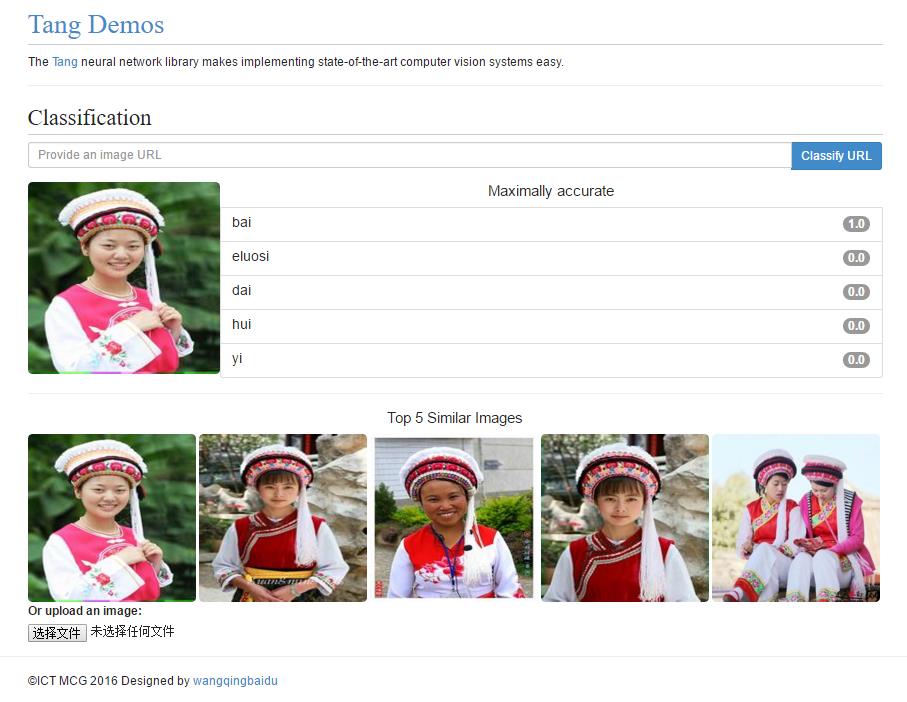 Tang Demos
The Tang neural network library makes implementing state-of-the-art computer vision systems easy.
Classification
Provide an image URL
Classify URL
Maximally accurate
bai 1.0
eluosi 0.0
dai 0.0
hui 0.0
yi 0.0
Top 5 Similar Images
Or upload an image:
选择文件 未选择任何文件
©ICT MCG 2016 Designed by wangqingbaidu